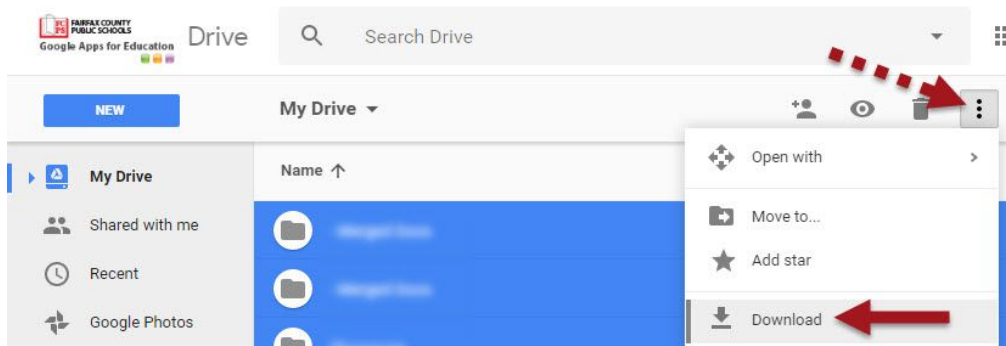 FAIRFAX COUNTY
PUBLIC SCHOOLS
Google Apps for Education
Drive
Search Drive
NEW
My Drive
Name
My Drive
Shared with me
Recent
Google Photos
Open with
Move to...
Add star
Download